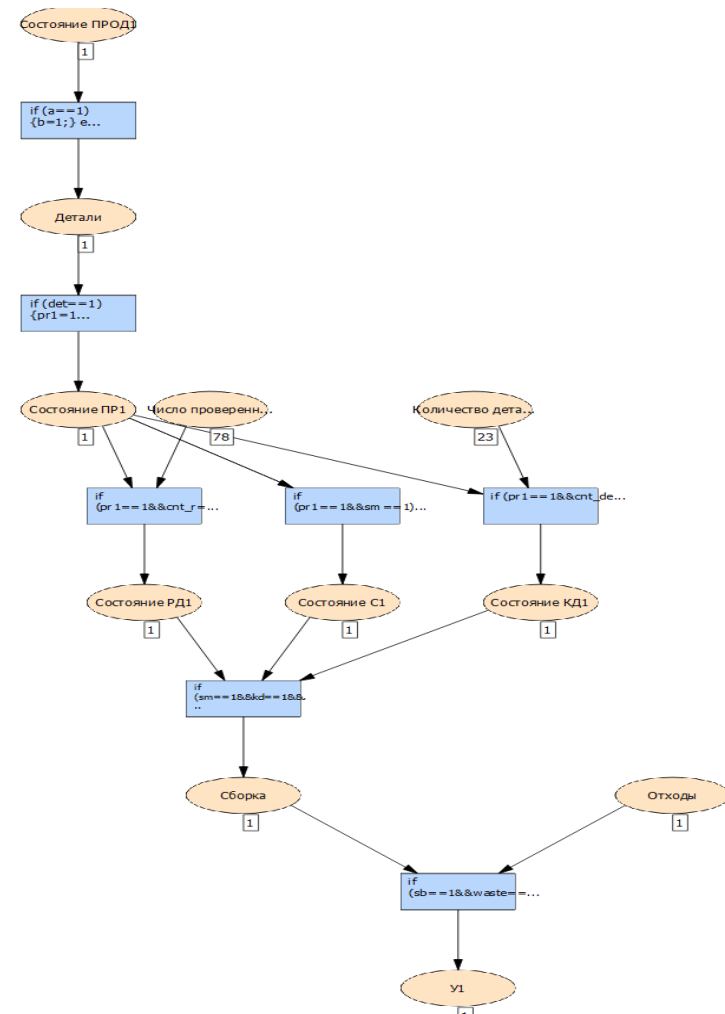 Состояние ПРОД1
1
if (a==1)
{b=1;} e...
Детали
1
if (det==1)
{pr1=1...
Состояние ПР1
1
Число проверенн...
78
Количество дета...
23
if
(pr1==1&&cnt_r=...
if
(pr1==1&&sm ==1)...
if (pr1==1&&cnt_de...
Состояние РД1
1
Состояние С1
1
Состояние КД1
1
if
(sm==1&&kd==1&&.
..
Сборка
1
Отходы
1
if
(sb==1&&waste==...
У1
1